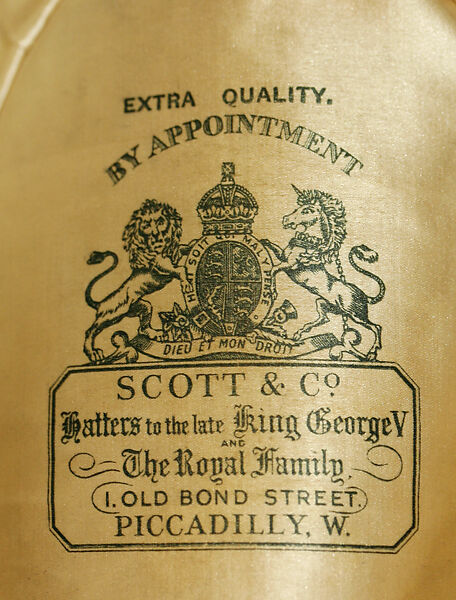 EXTRA QUALITY.
BY APPOINTMENT
HONI SOIT QUI MAL Y PENSE
DIEU ET MON DROIT
SCOTT & Co.
Hatters to the late King George V
AND
The Royal Family,
1. OLD BOND STREET.
PICCADILLY, W.